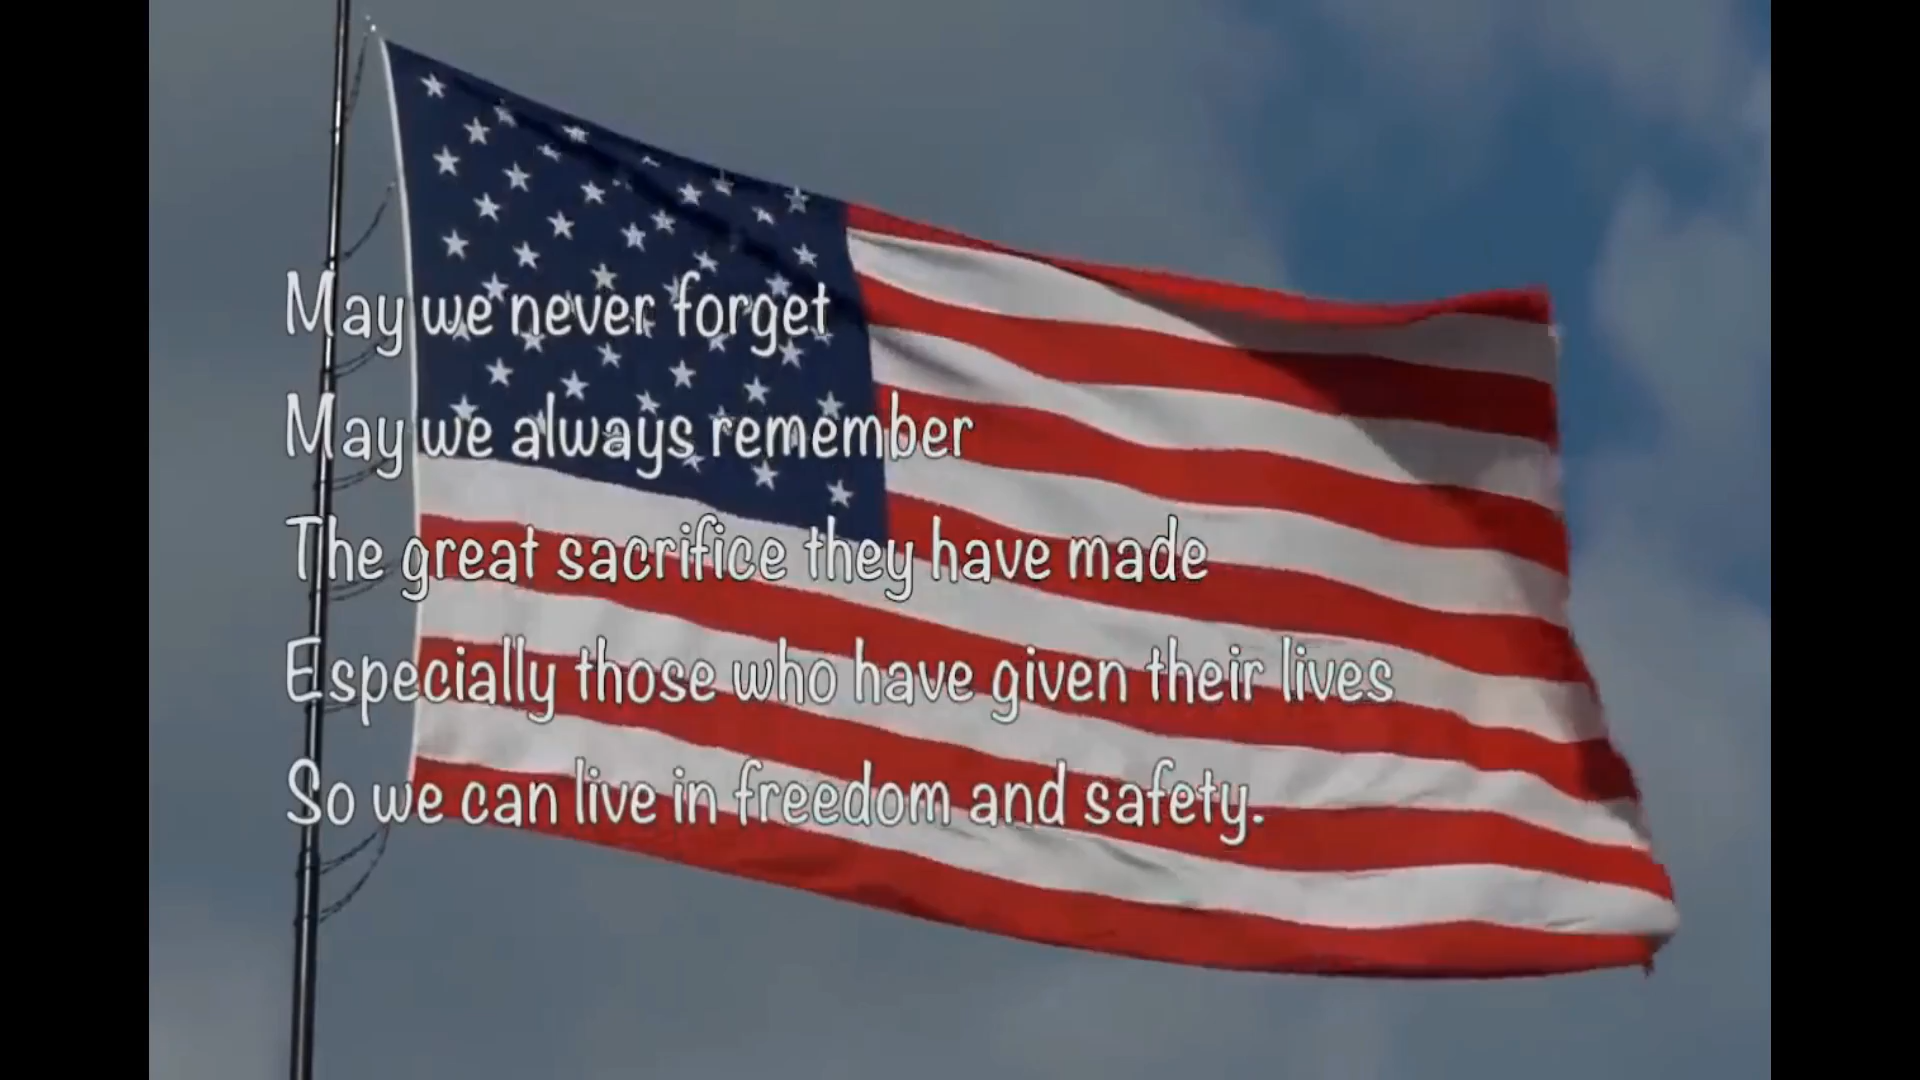 May we never forget
May we always remember
The great sacrifice they have made
Especially those who have given their lives
So we can live in freedom and safety.